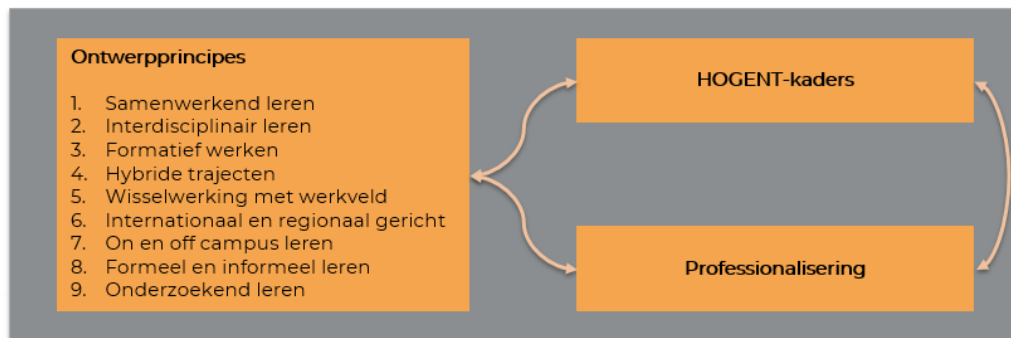 Ontwerpprincipes
1. Samenwerkend leren
2. Interdisciplinair leren
3. Formatief werken
4. Hybride trajecten
5. Wisselwerking met werkveld
6. Internationaal en regionaal gericht
7. On en off campus leren
8. Formeel en informeel leren
9. Onderzoekend leren
HOGENT-kaders
Professionalisering